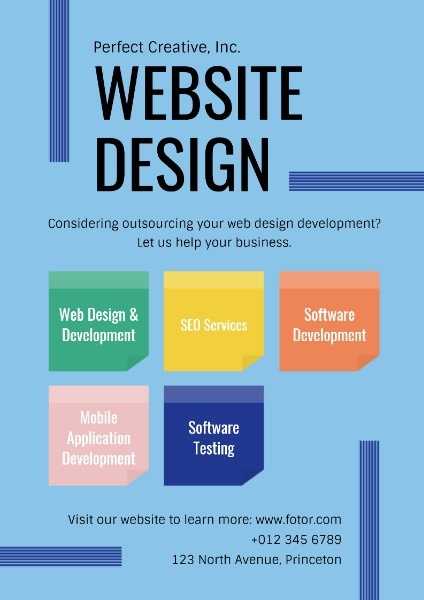 Perfect Creative, Inc.
WEBSITE
DESIGN
Considering outsourcing your web design development?
Let us help your business.
Web Design &
Development
SEO Services
Software
Development
Mobile
Application
Development
Software
Testing
Visit our website to learn more: www.fotor.com
+012 345 6789
123 North Avenue, Princeton